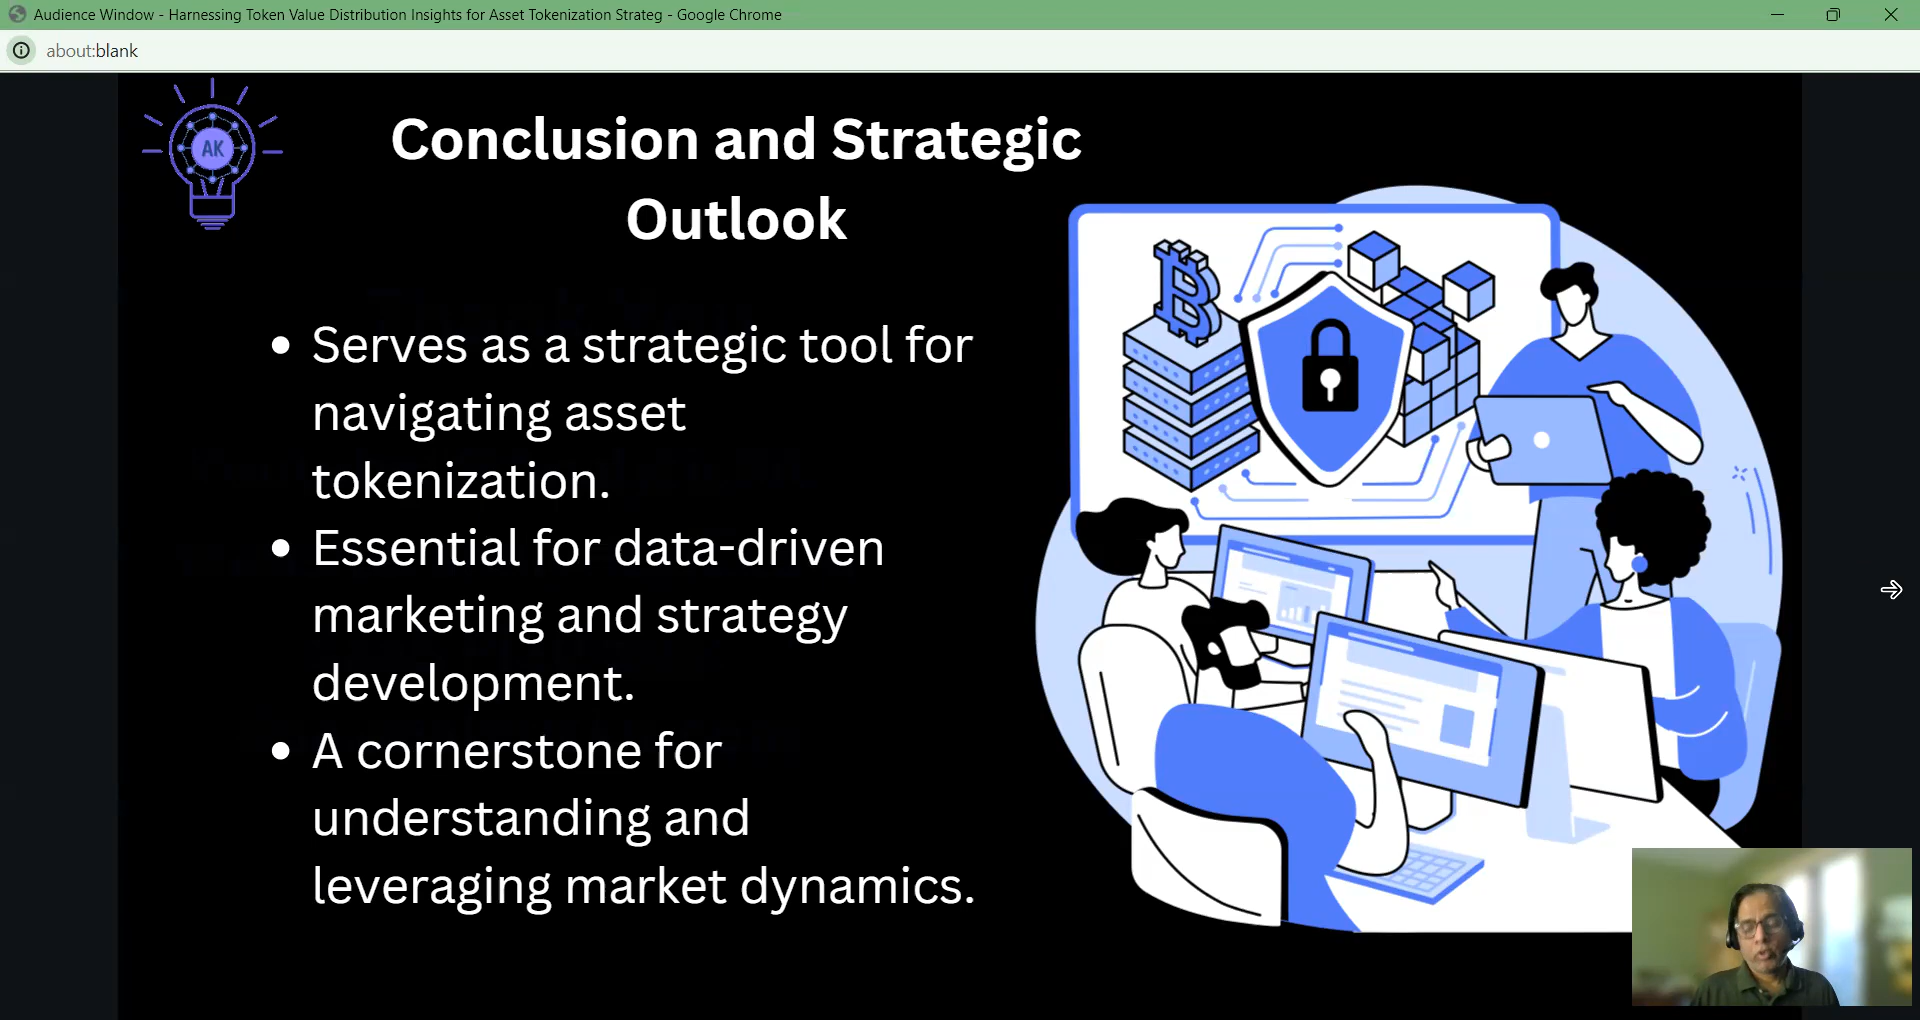 Audience Window - Harnessing Token Value Distribution Insights for Asset Tokenization Strateg - Google Chrome
about:blank
AK
Conclusion and Strategic
Outlook
• Serves as a strategic tool for
navigating asset
tokenization.
• Essential for data-driven
marketing and strategy
development.
• A cornerstone for
understanding and
leveraging market dynamics.